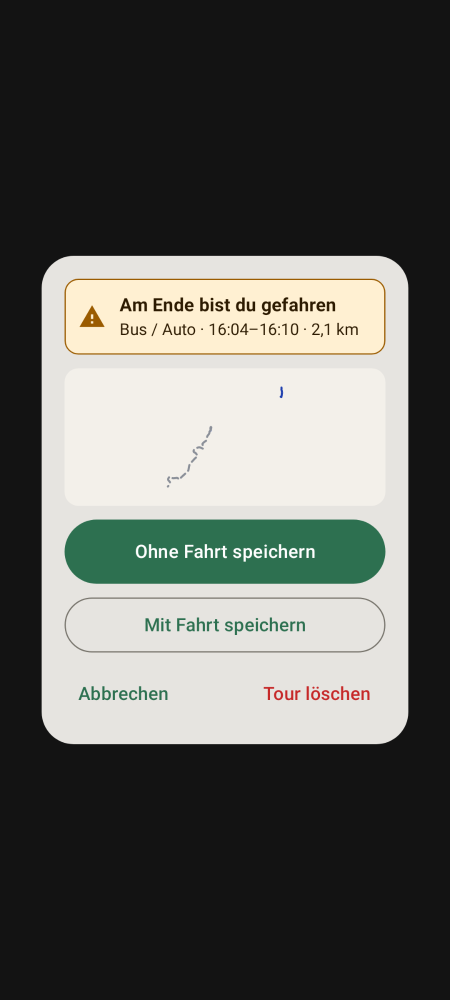 Am Ende bist du gefahren
Bus / Auto · 16:04–16:10 · 2,1 km
Ohne Fahrt speichern
Mit Fahrt speichern
Abbrechen
Tour löschen